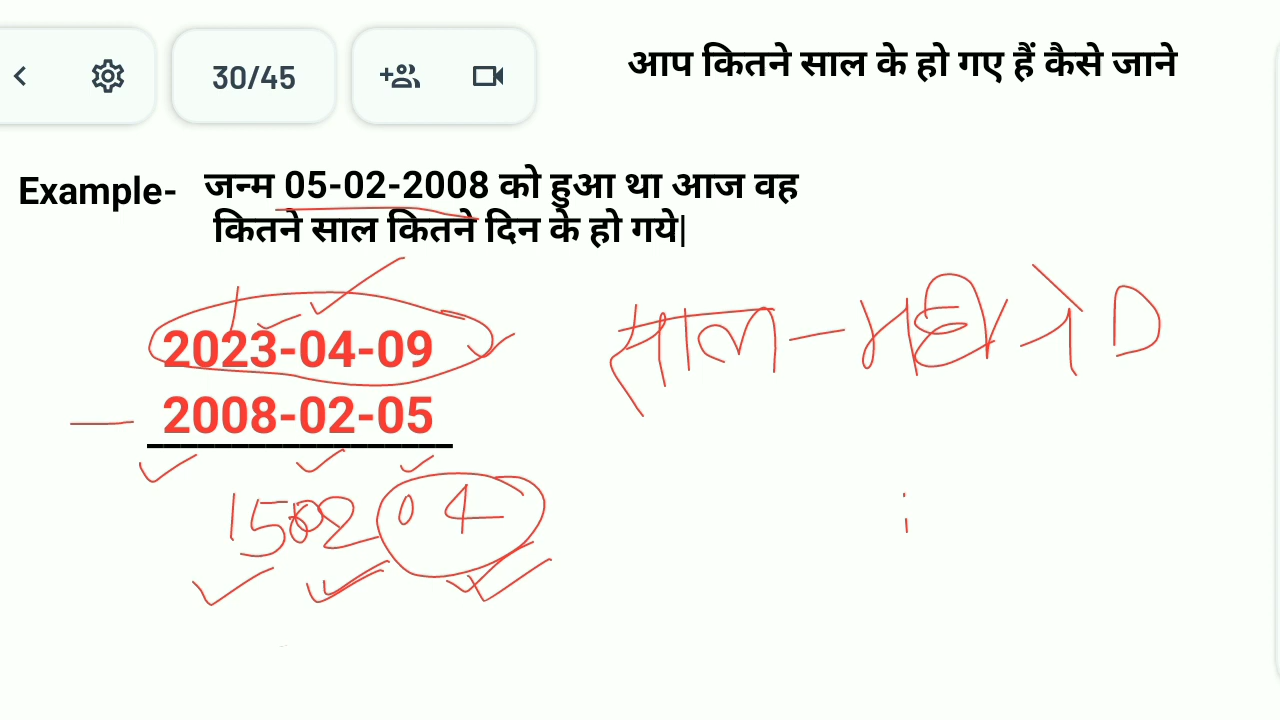 30/45
आप कितने साल के हो गए हैं कैसे जाने
Example- जन्म 05-02-2008 को हुआ था आज वह
कितने साल कितने दिन के हो गये|
2023-04-09
2008-02-05
15 02 04
साल - महीने D